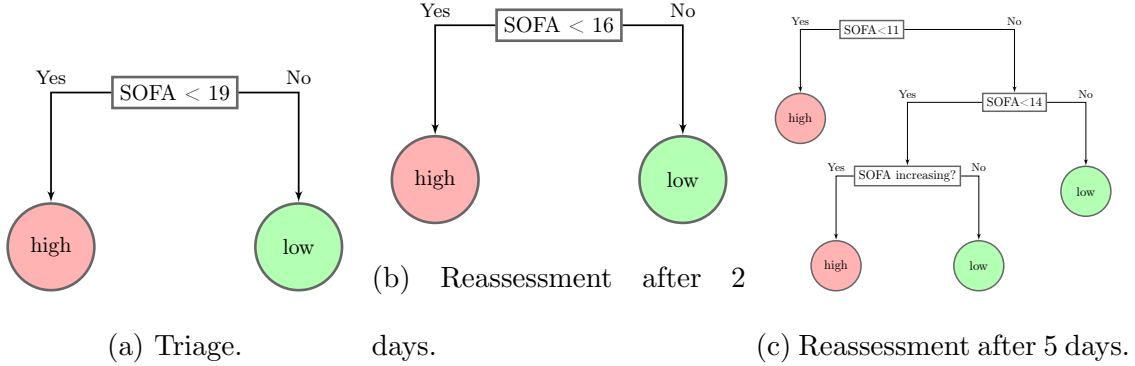 Yes
SOFA < 19
No
high
low
(a) Triage.
Yes
SOFA < 16
No
high
low
(b) Reassessment after 2
days.
Yes
SOFA<11
No
high
Yes
SOFA<14
No
Yes
SOFA increasing?
No
low
high
low
(c) Reassessment after 5 days.